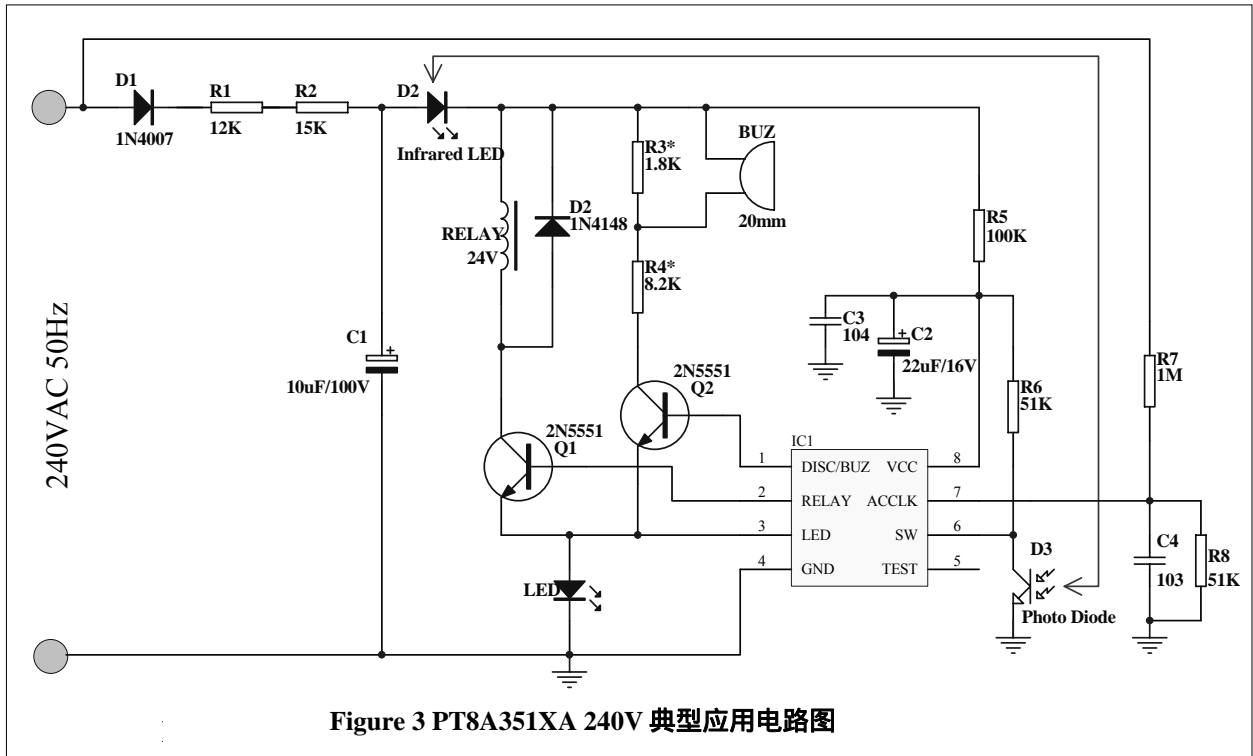 D1
1N4007
R1
12K
R2
15K
D2
Infrared LED
R3*
1.8K
BUZ
20mm
D2
1N4148
RELAY
24V
R4*
8.2K
R5
100K
240VAC 50Hz
C1
+
10uF/100V
C3
104
+
C2
22uF/16V
R7
1M
2N5551
Q2
R6
51K
2N5551
Q1
IC1
1 DISC/BUZ VCC 8
2 RELAY ACCLK 7
3 LED SW 6
4 GND TEST 5
LED
D3
Photo Diode
C4
103
R8
51K
Figure 3 PT8A351XA 240V 典型应用电路图